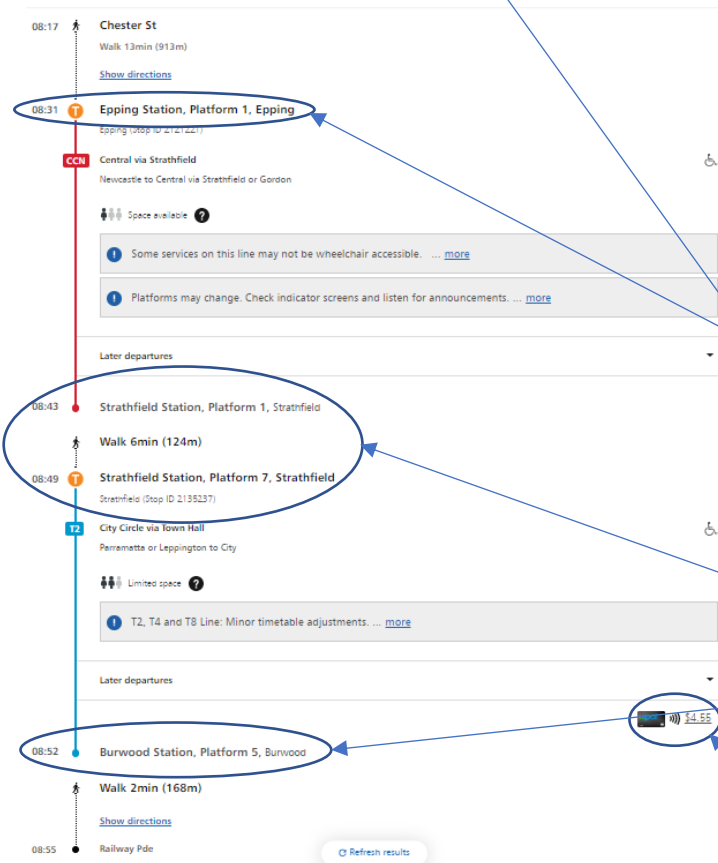 08:17 Chester St
Walk 13min (913m)
Show directions
08:31 T Epping Station, Platform 1, Epping
Epping (Stop ID 2121221)
CCN Central via Strathfield
Newcastle to Central via Strathfield or Gordon
Space available ?
! Some services on this line may not be wheelchair accessible. ... more
! Platforms may change. Check indicator screens and listen for announcements. ... more
Later departures
08:43 Strathfield Station, Platform 1, Strathfield
Walk 6min (124m)
08:49 T Strathfield Station, Platform 7, Strathfield
Strathfield (Stop ID 2135237)
T2 City Circle via Town Hall
Parramatta or Leppington to City
Limited space ?
! T2, T4 and T8 Line: Minor timetable adjustments. ... more
Later departures
$4.55
08:52 Burwood Station, Platform 5, Burwood
Walk 2min (168m)
Show directions
08:55 Railway Pde
Refresh results